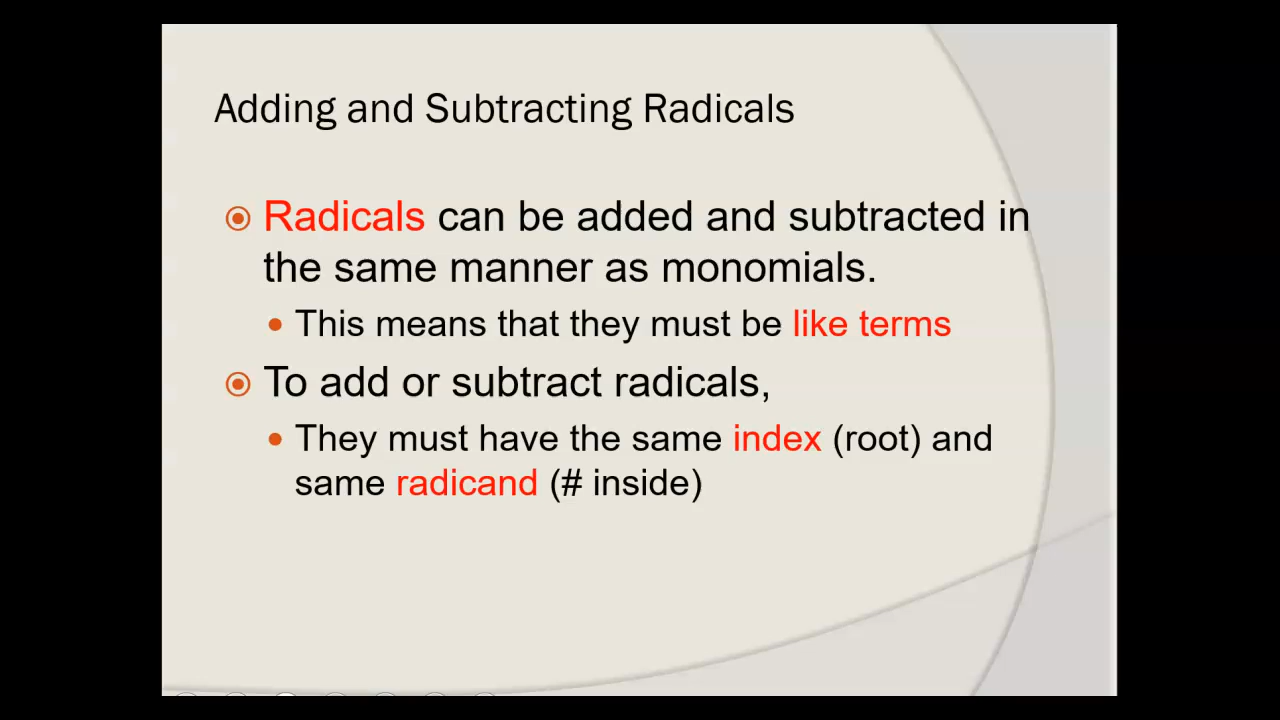 Adding and Subtracting Radicals
Radicals can be added and subtracted in
the same manner as monomials.
This means that they must be like terms
To add or subtract radicals,
They must have the same index (root) and
same radicand (# inside)